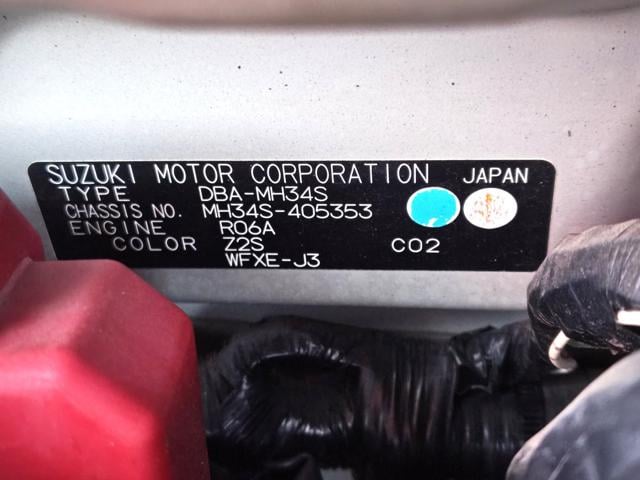 SUZUKI MOTOR CORPORATION JAPAN
TYPE DBA-MH34S
CHASSIS NO. MH34S-405353
ENGINE R06A
COLOR Z2S C02
WFXE-J3